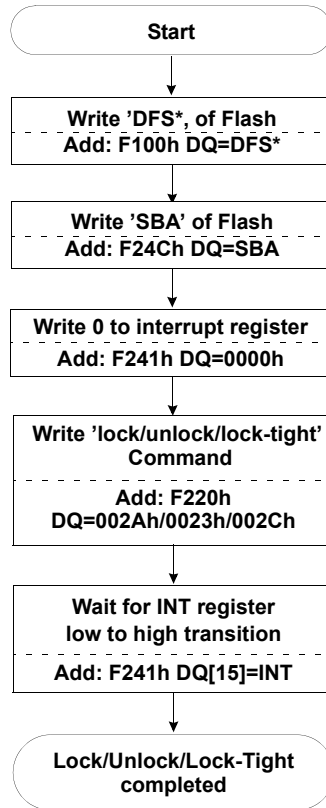 Start
Write 'DFS*, of Flash
Add: F100h DQ=DFS*
Write 'SBA' of Flash
Add: F24Ch DQ=SBA
Write 0 to interrupt register
Add: F241h DQ=0000h
Write 'lock/unlock/lock-tight'
Command
Add: F220h
DQ=002Ah/0023h/002Ch
Wait for INT register
low to high transition
Add: F241h DQ[15]=INT
Lock/Unlock/Lock-Tight
completed